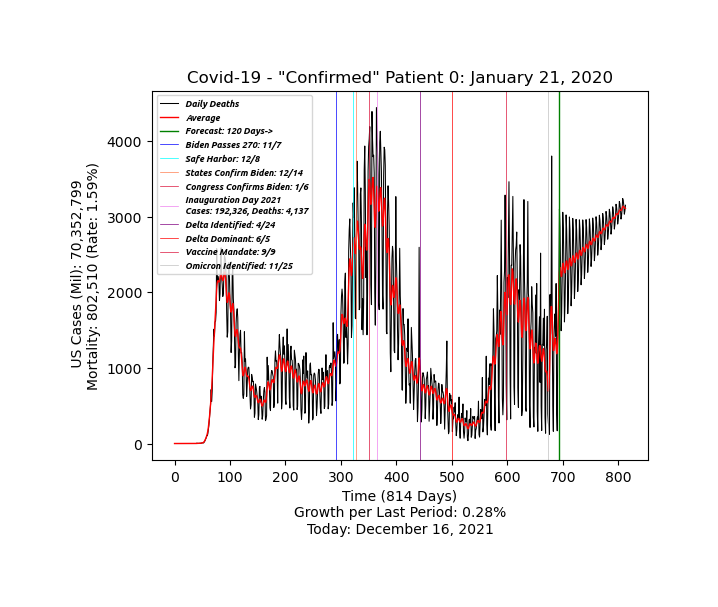 Covid-19 - "Confirmed" Patient 0: January 21, 2020
US Cases (Mil): 70,352,799
Mortality: 802,510 (Rate: 1.59%)
4000
3000
2000
1000
0
Daily Deaths
Average
Forecast: 120 Days->
Biden Passes 270: 11/7
Safe Harbor: 12/8
States Confirm Biden: 12/14
Congress Confirms Biden: 1/6
Inauguration Day 2021
Cases: 192,326, Deaths: 4,137
Delta Identified: 4/24
Delta Dominant: 6/5
Vaccine Mandate: 9/9
Omicron Identified: 11/25
0 100 200 300 400 500 600 700 800
Time (814 Days)
Growth per Last Period: 0.28%
Today: December 16, 2021